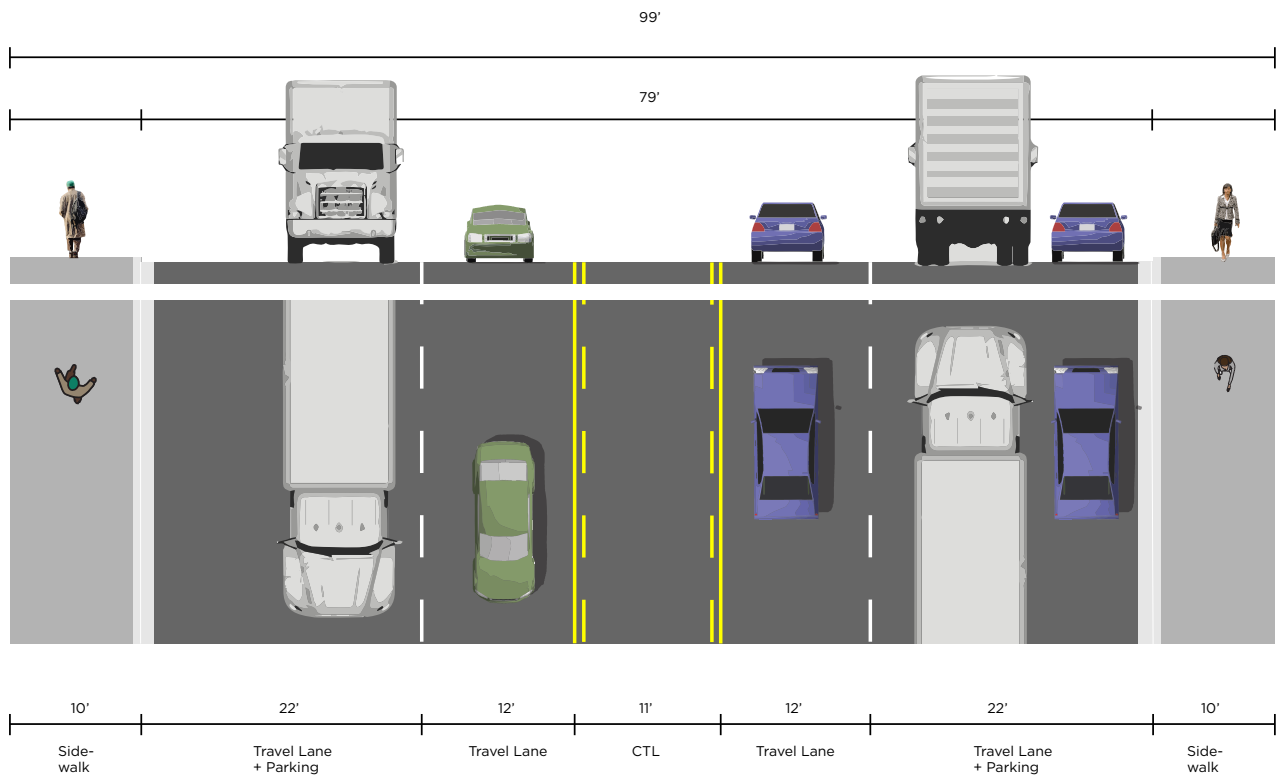 99’
79’
10’
22’
12’
11’
12’
22’
10’
Side-
walk
Travel Lane
+ Parking
Travel Lane
CTL
Travel Lane
Travel Lane
+ Parking
Side-
walk